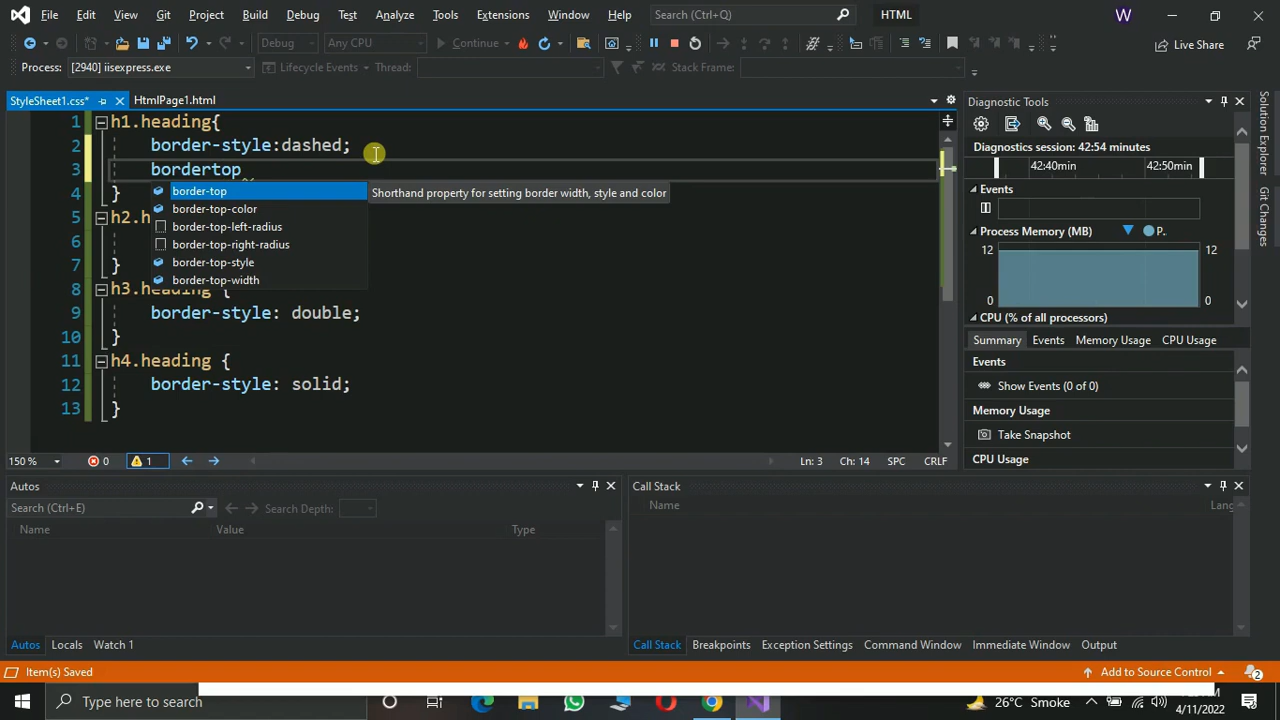 File Edit View Git Project Build Debug Test Analyze Tools Extensions Window Help Search (Ctrl+Q) HTML W
Debug Any CPU Continue Live Share
Process: [2940] iisexpress.exe Lifecycle Events Thread: Stack Frame:
StyleSheet1.css* HtmlPage1.html
1 h1.heading{
2 border-style:dashed;
3 bordertop
4 }
5 h2.h
6
7 }
8 h3.heading {
9 border-style: double;
10 }
11 h4.heading {
12 border-style: solid;
13 }
border-top
border-top-color
border-top-left-radius
border-top-right-radius
border-top-style
border-top-width
Shorthand property for setting border width, style and color
150 % 0 1 Ln: 3 Ch: 14 SPC CRLF
Diagnostic Tools
Diagnostics session: 42:54 minutes
42:40min 42:50min
Events
Process Memory (MB) P..
12 12
0 0
CPU (% of all processors)
Summary Events Memory Usage CPU Usage
Events
Show Events (0 of 0)
Memory Usage
Take Snapshot
CPU Usage
Solution Explorer
Autos
Search (Ctrl+E) Search Depth:
Name Value Type
Autos Locals Watch 1
Call Stack
Name Lang
Call Stack Breakpoints Exception Settings Command Window Immediate Window Output
Item(s) Saved Add to Source Control 2
Type here to search 26°C Smoke
4/11/2022